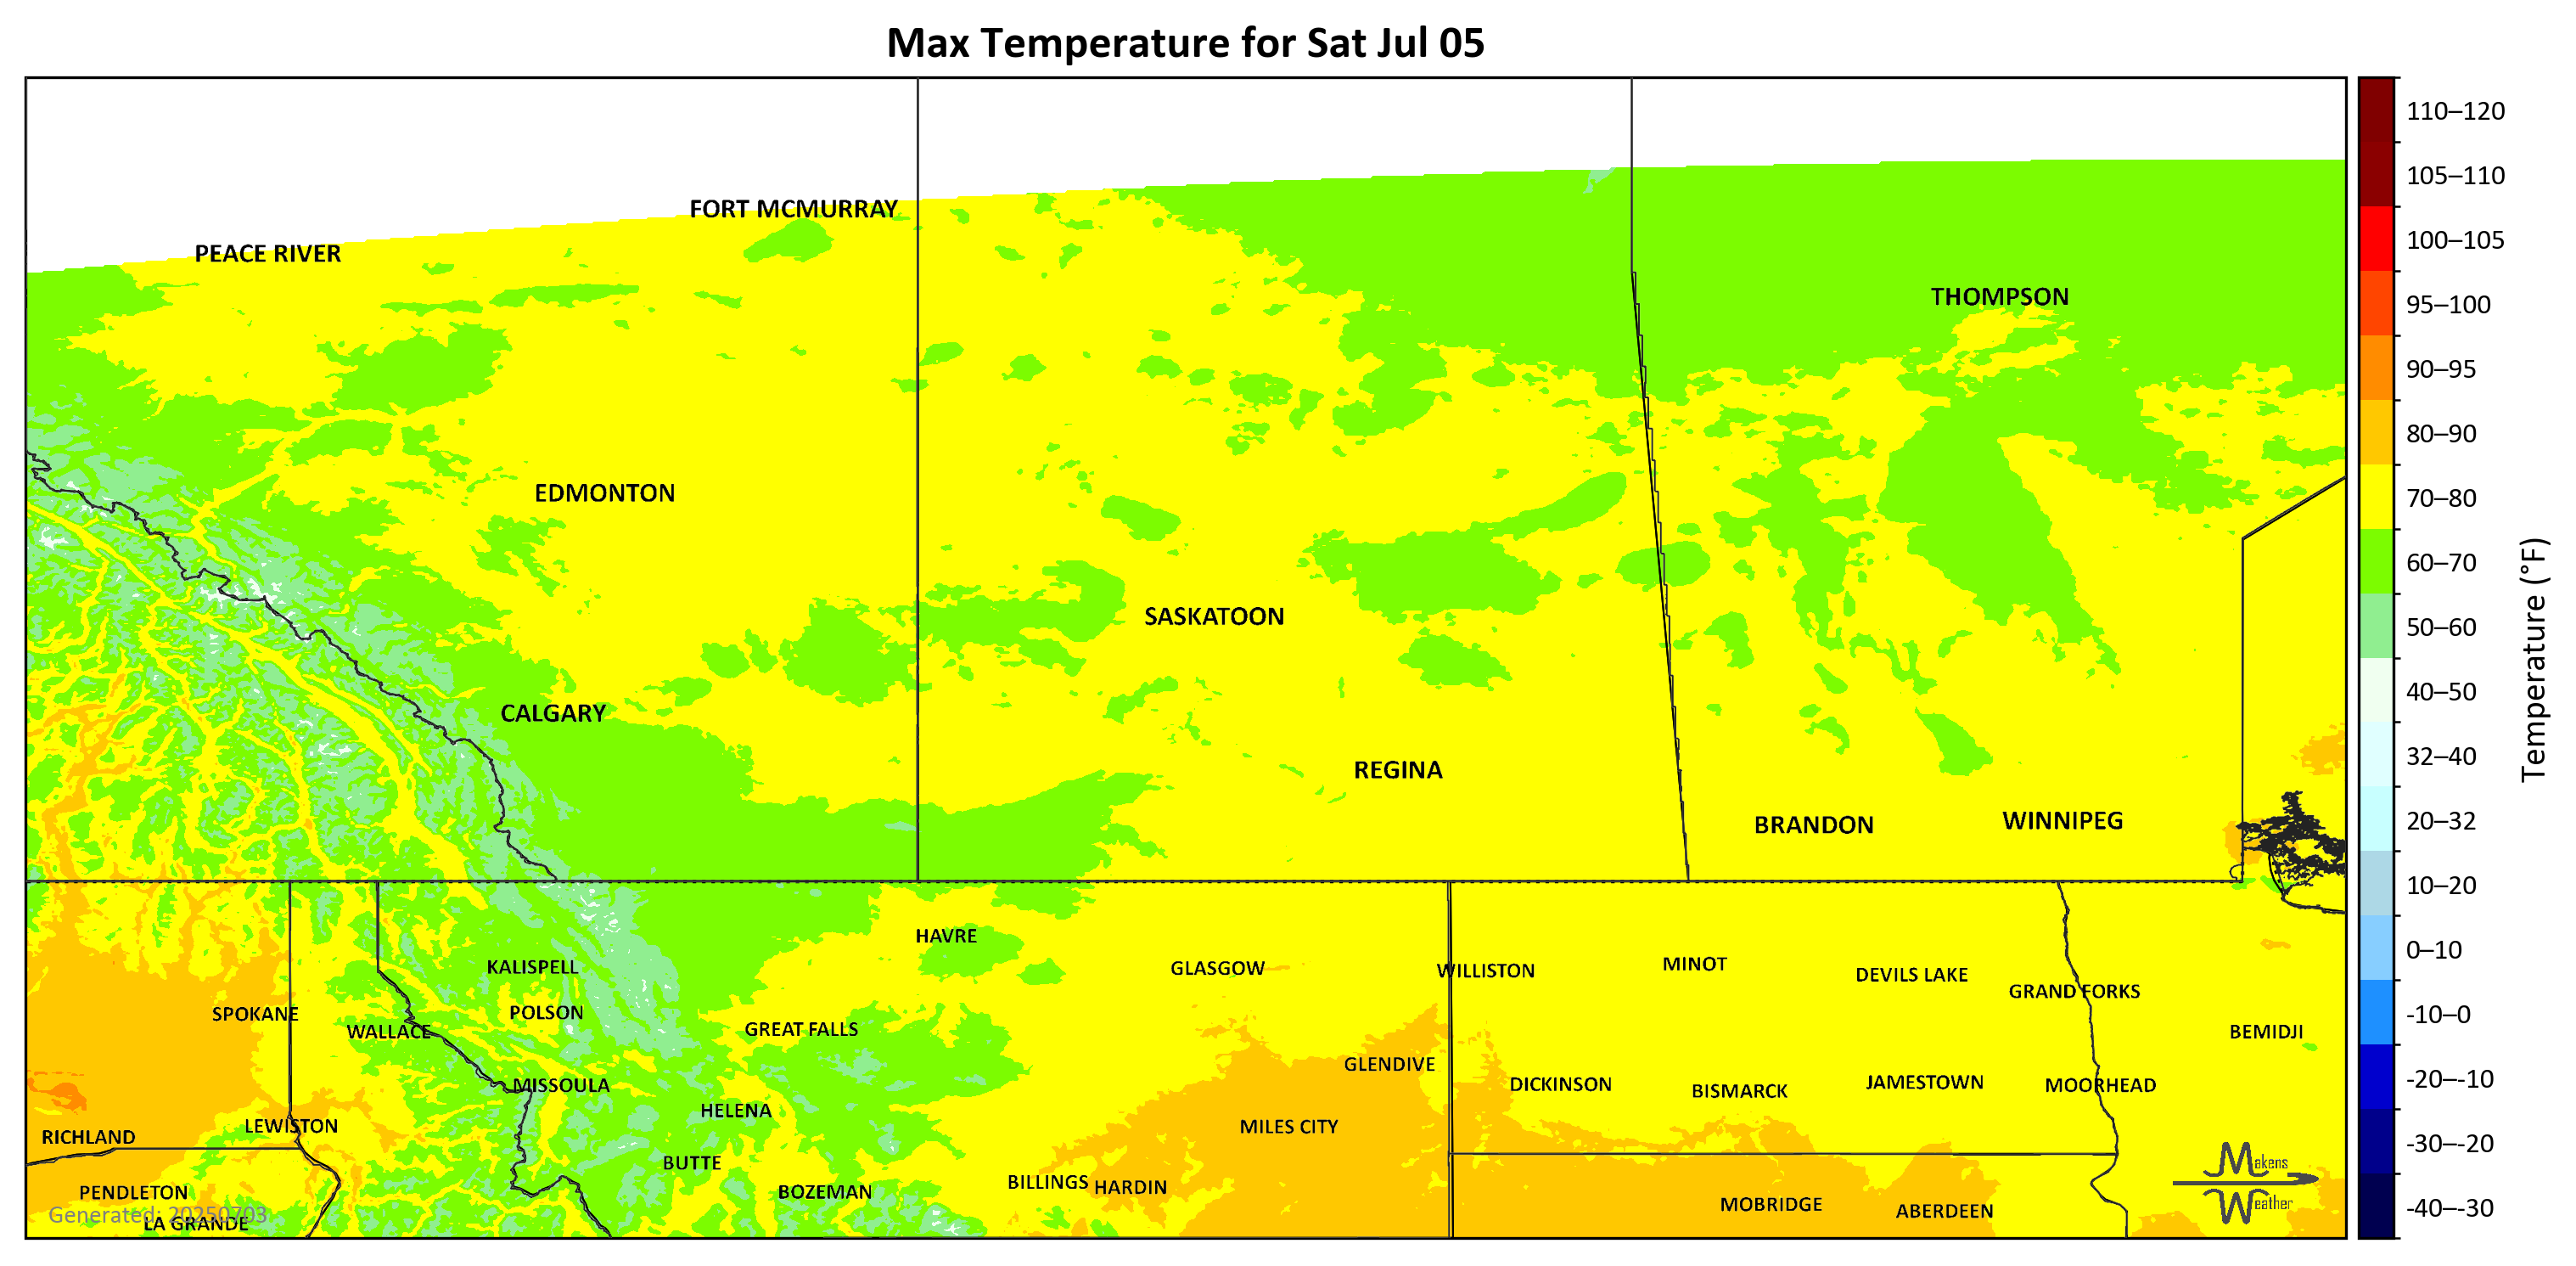 Max Temperature for Sat Jul 05
FORT MCMURRAY
PEACE RIVER
THOMPSON
EDMONTON
SASKATOON
CALGARY
REGINA
BRANDON
WINNIPEG
HAVRE
KALISPELL
GLASGOW
WILLISTON
MINOT
DEVILS LAKE
GRAND FORKS
SPOKANE
POLSON
WALLACE
GREAT FALLS
BEMIDJI
GLENDIVE
MISSOULA
DICKINSON
BISMARCK
JAMESTOWN
MOORHEAD
HELENA
LEWISTON
MILES CITY
RICHLAND
BUTTE
BILLINGS
HARDIN
PENDLETON
BOZEMAN
MOBRIDGE
ABERDEEN
Generated: 20250703
LA GRANDE
Makens
Weather
110–120
105–110
100–105
95–100
90–95
80–90
70–80
60–70
50–60
40–50
32–40
20–32
10–20
0–10
-10–0
-20–-10
-30–-20
-40–-30
Temperature (°F)